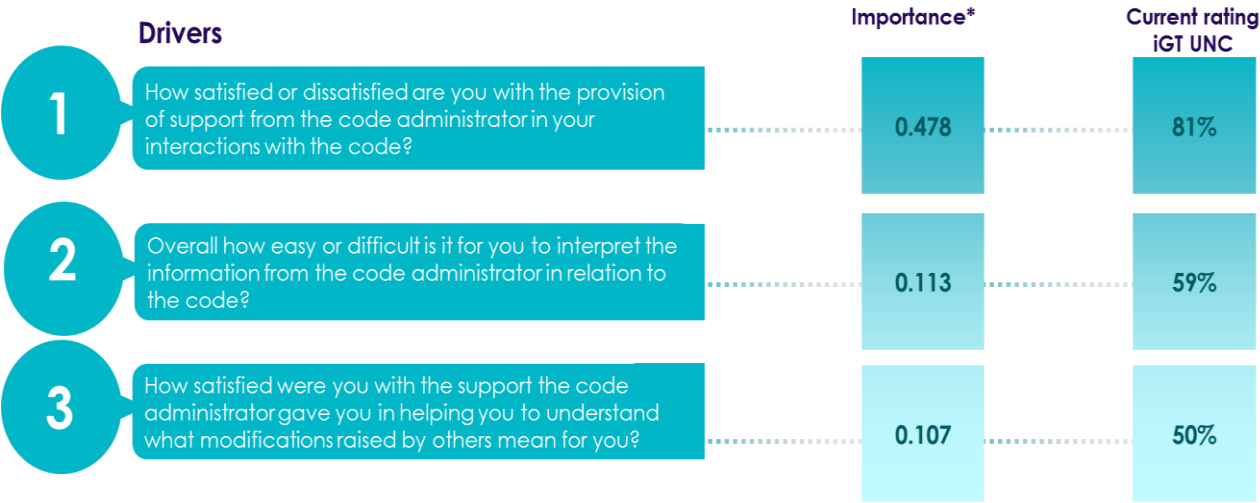 Drivers
Importance*
Current rating
iGT UNC
1
How satisfied or dissatisfied are you with the provision
of support from the code administrator in your
interactions with the code?
0.478
81%
2
Overall how easy or difficult is it for you to interpret the
information from the code administrator in relation to
the code?
0.113
59%
3
How satisfied were you with the support the code
administrator gave you in helping you to understand
what modifications raised by others mean for you?
0.107
50%